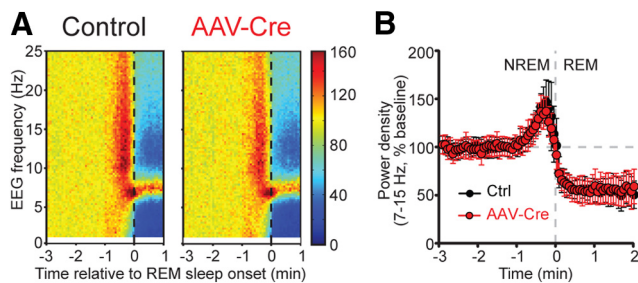 A
Control
AAV-Cre
EEG frequency (Hz)
25
20
15
10
5
0
-3 -2 -1 0 1
-3 -2 -1 0 1
Time relative to REM sleep onset (min)
160
120
80
40
0
B
Power density
(7-15 Hz, % baseline)
200
150
100
50
0
NREM REM
Ctrl
AAV-Cre
-3 -2 -1 0 1 2
Time (min)